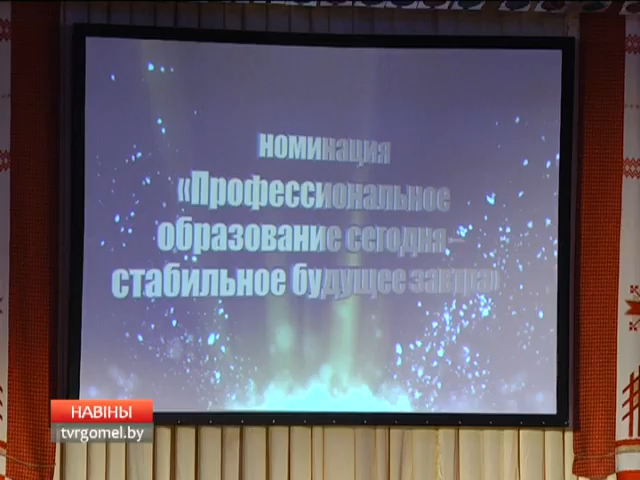 номинация
«Профессиональное
образование сегодня –
стабильное будущее завтра»
НАВІНЫ
tvrgomel.by